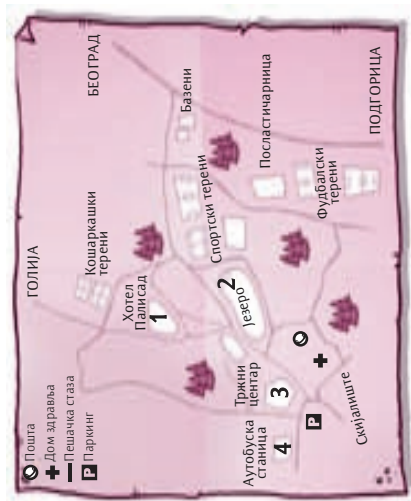 Пошта
Дом здравља
Пешачка стаза
P Паркинг
ГОЛИЈА
БЕОГРАД
ПОДГОРИЦА
Кошаркашки
терени
Хотел
Палисад
1
Базени
Спортски терени
Посластичарница
Фудбалски
терени
2
Језеро
Тржни
центар
3
Аутобуска
станица
4
P
Скијалиште